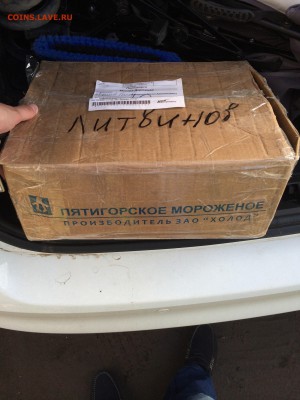 COINS.LAVE.RU
ЛИТВИНОВ
ПЯТИГОРСКОЕ МОРОЖЕНОЕ
ПРОИЗВОДИТЕЛЬ ЗАО "ХОЛОД"